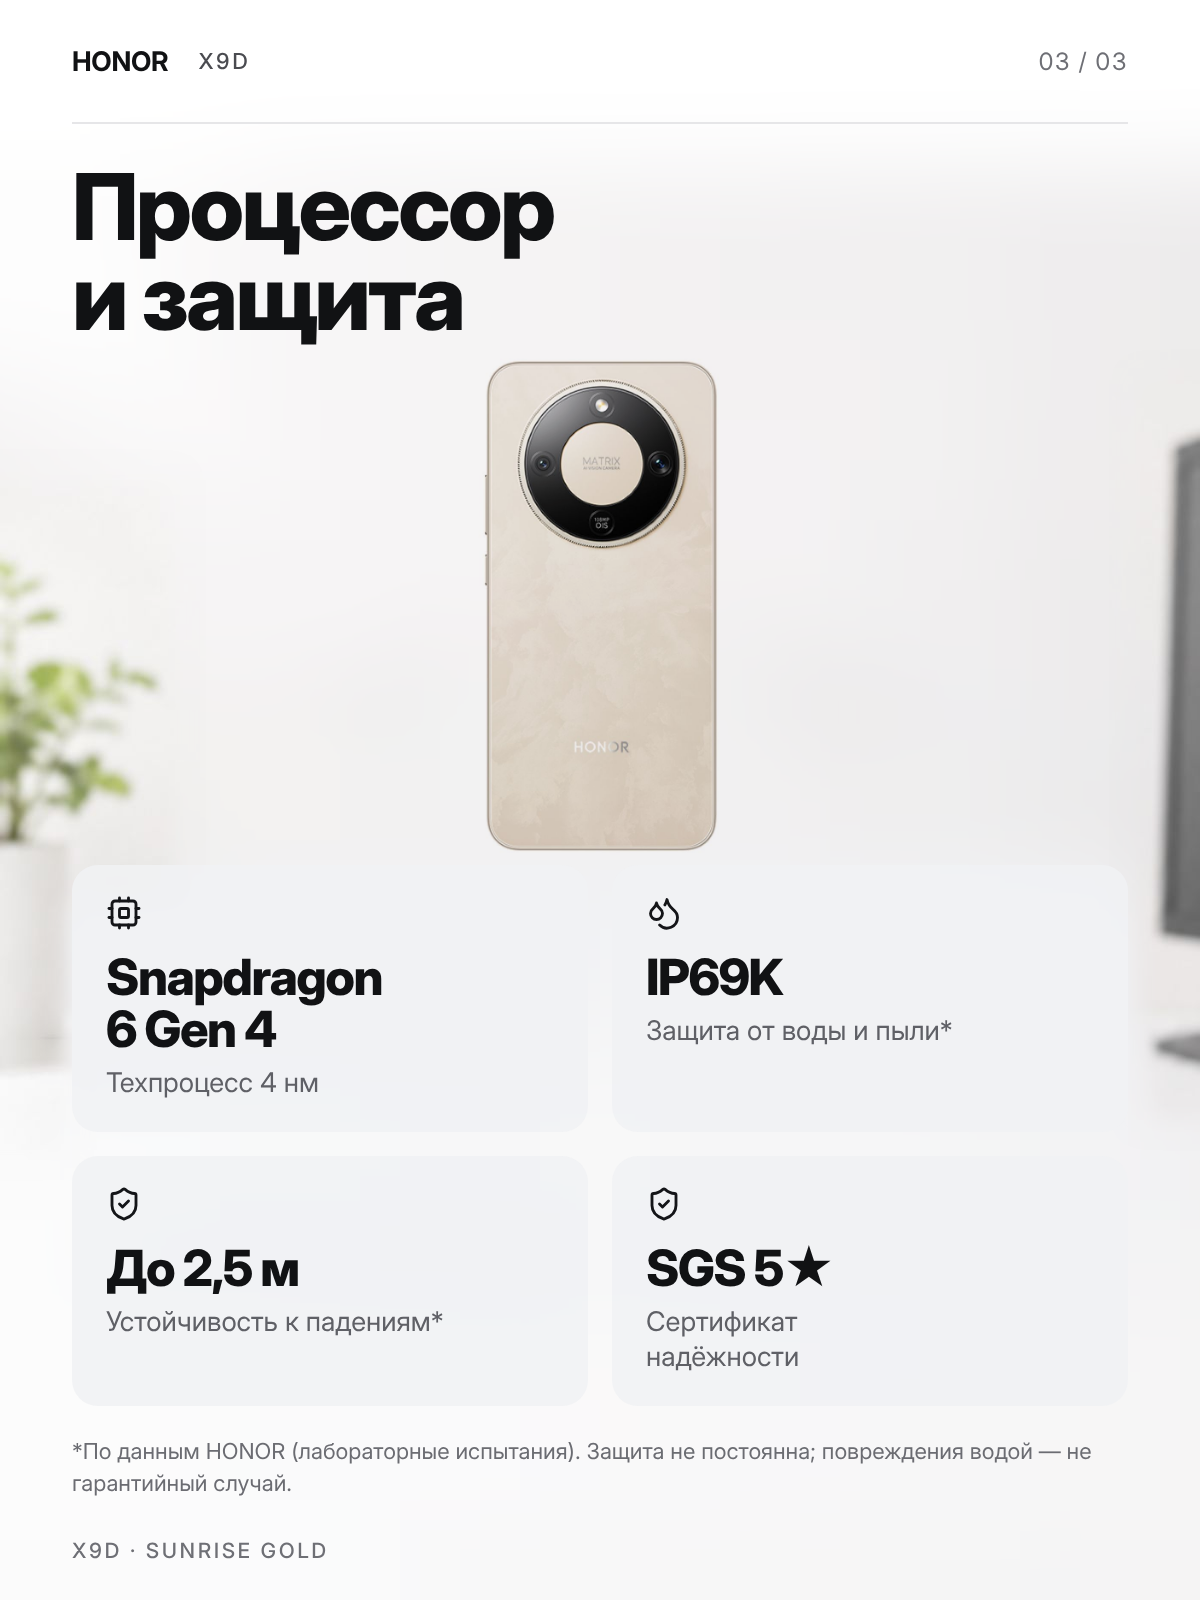 HONOR X9D 03 / 03
Процессор
и защита
MATRIX
108MP
OIS
HONOR
Snapdragon
6 Gen 4
Техпроцесс 4 нм
IP69K
Защита от воды и пыли*
До 2,5 м
Устойчивость к падениям*
SGS 5★
Сертификат
надёжности
*По данным HONOR (лабораторные испытания). Защита не постоянна; повреждения водой — не
гарантийный случай.
X9D · SUNRISE GOLD